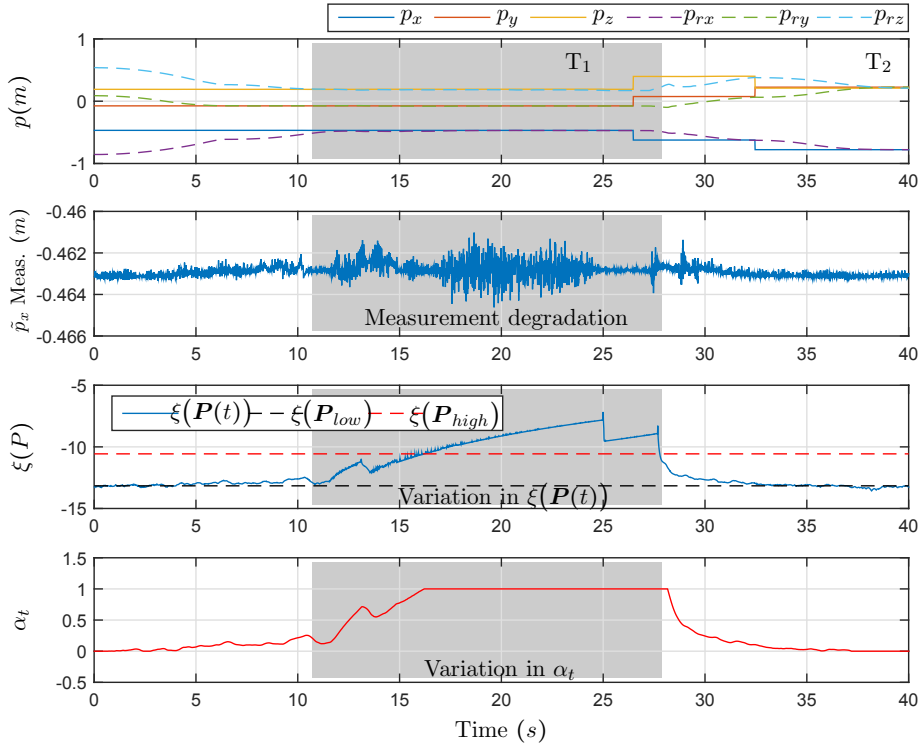 p_x p_y p_z p_rx p_ry p_rz
1
0
-1
p(m)
T_1 T_2
0 5 10 15 20 25 30 35 40
-0.46
-0.462
-0.464
-0.466
p̃_x Meas. (m)
Measurement degradation
0 5 10 15 20 25 30 35 40
-5
-10
-15
ξ(P)
ξ(P(t)) ξ(P_low) ξ(P_high)
Variation in ξ(P(t))
0 5 10 15 20 25 30 35 40
1.5
1
0.5
0
-0.5
α_t
Variation in α_t
0 5 10 15 20 25 30 35 40
Time (s)